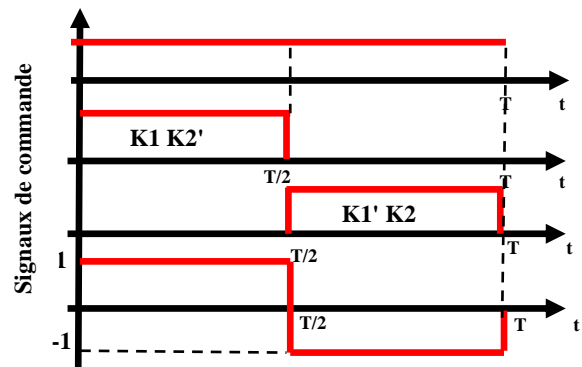 Signaux de commande
T t
K1 K2'
T/2 T t
K1' K2
T/2 T t
1
T/2 T t
-1